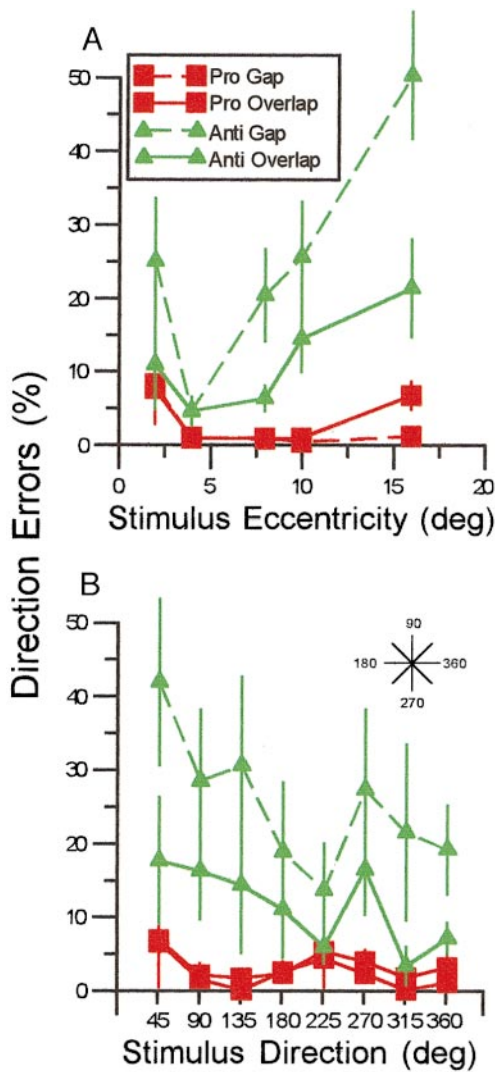 A
50
40
30
20
10
0
Pro Gap
Pro Overlap
Anti Gap
Anti Overlap
0 5 10 15 20
Stimulus Eccentricity (deg)
Direction Errors (%)
B
50
40
30
20
10
0
90
180 360
270
45 90 135 180 225 270 315 360
Stimulus Direction (deg)